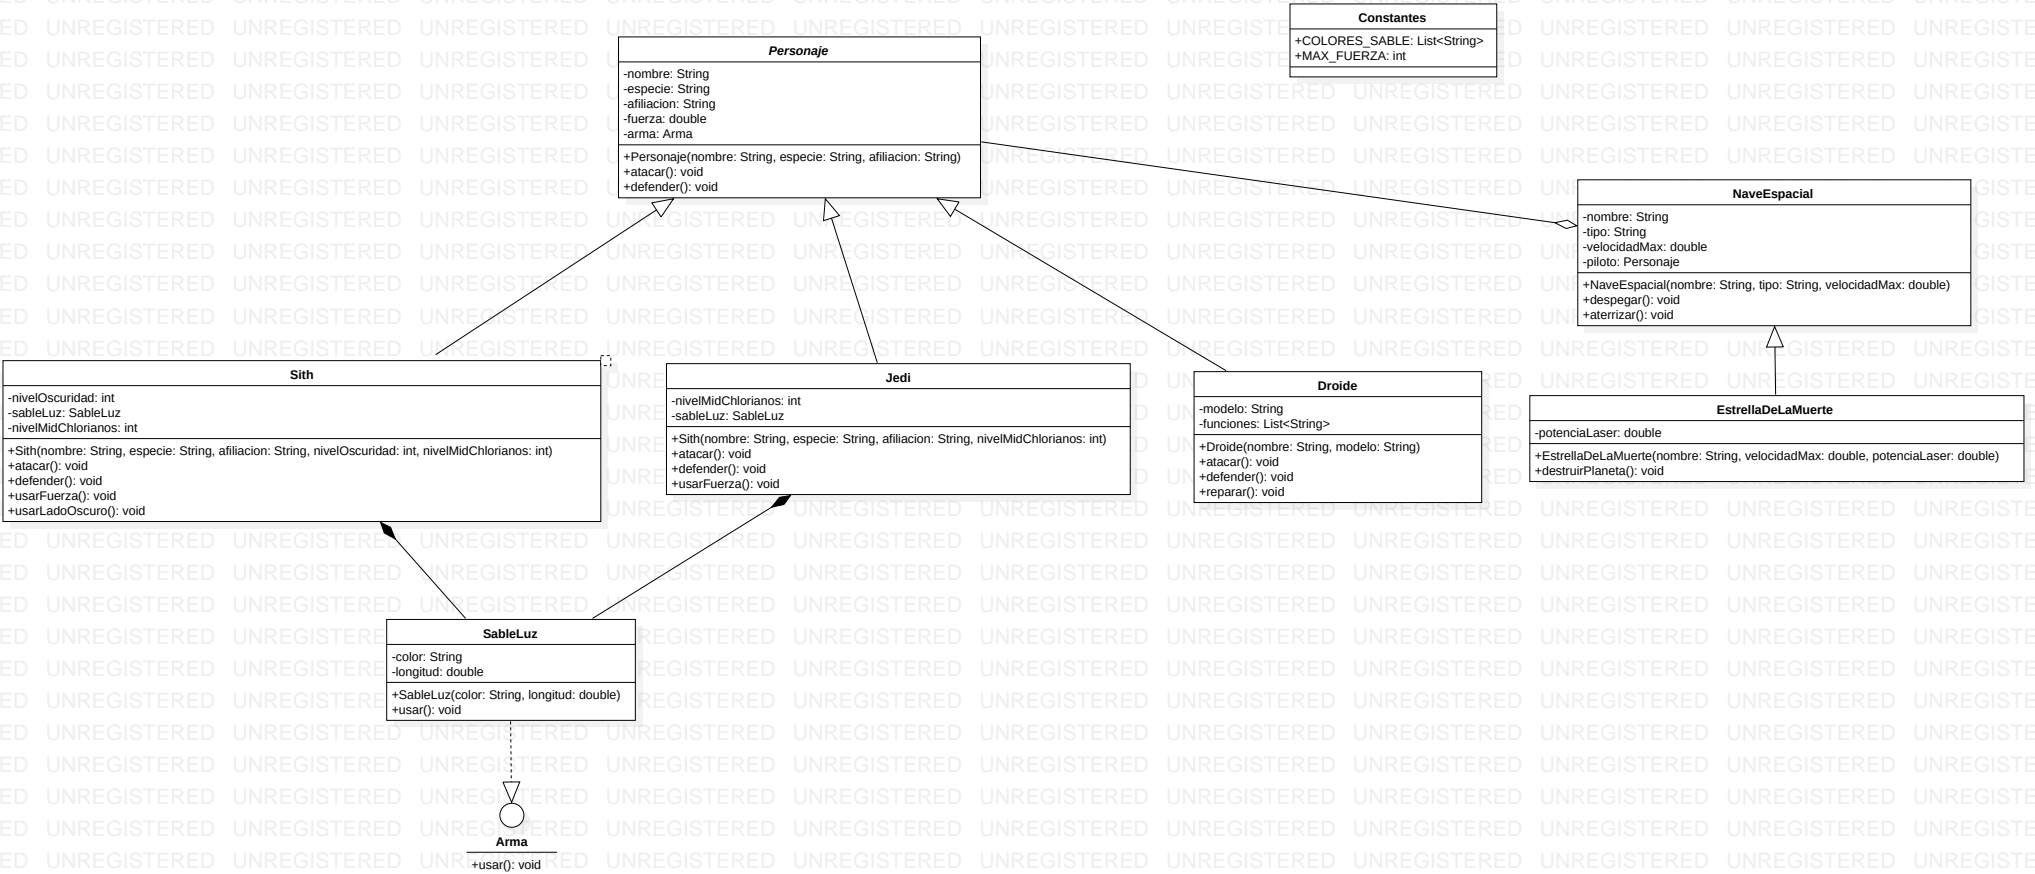 Constantes
+COLORES_SABLE: List<String>
+MAX_FUERZA: int
Personaje
-nombre: String
-especie: String
-afiliacion: String
-fuerza: double
-arma: Arma
+Personaje(nombre: String, especie: String, afiliacion: String)
+atacar(): void
+defender(): void
NaveEspacial
-nombre: String
-tipo: String
-velocidadMax: double
-piloto: Personaje
+NaveEspacial(nombre: String, tipo: String, velocidadMax: double)
+despegar(): void
+aterrizar(): void
Sith
-nivelOscuridad: int
-sableLuz: SableLuz
-nivelMidChlorianos: int
+Sith(nombre: String, especie: String, afiliacion: String, nivelOscuridad: int, nivelMidChlorianos: int)
+atacar(): void
+defender(): void
+usarFuerza(): void
+usarLadoOscuro(): void
Jedi
-nivelMidChlorianos: int
-sableLuz: SableLuz
+Sith(nombre: String, especie: String, afiliacion: String, nivelMidChlorianos: int)
+atacar(): void
+defender(): void
+usarFuerza(): void
Droide
-modelo: String
-funciones: List<String>
+Droide(nombre: String, modelo: String)
+atacar(): void
+defender(): void
+reparar(): void
EstrellaDeLaMuerte
-potenciaLaser: double
+EstrellaDeLaMuerte(nombre: String, velocidadMax: double, potenciaLaser: double)
+destruirPlaneta(): void
SableLuz
-color: String
-longitud: double
+SableLuz(color: String, longitud: double)
+usar(): void
Arma
+usar(): void
UNREGISTERED